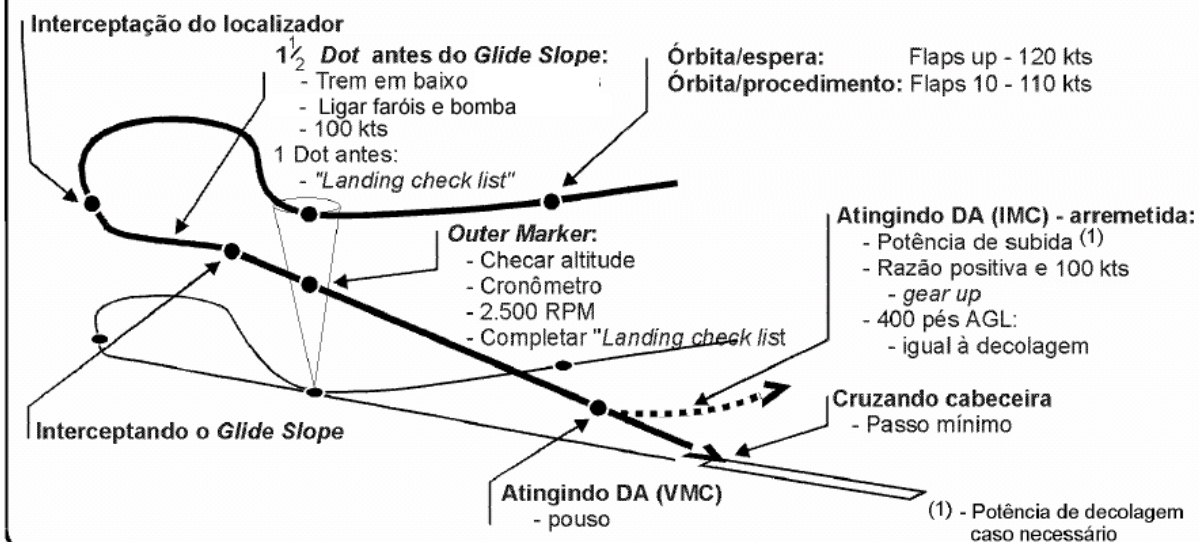 Interceptação do localizador
1½ Dot antes do Glide Slope:
- Trem em baixo
- Ligar faróis e bomba
- 100 kts
1 Dot antes:
- "Landing check list"
Órbita/espera: Flaps up - 120 kts
Órbita/procedimento: Flaps 10 - 110 kts
Outer Marker:
- Checar altitude
- Cronômetro
- 2.500 RPM
- Completar "Landing check list
Atingindo DA (IMC) - arremetida:
- Potência de subida (1)
- Razão positiva e 100 kts
- gear up
- 400 pés AGL:
- igual à decolagem
Interceptando o Glide Slope
Cruzando cabeceira
- Passo mínimo
Atingindo DA (VMC)
- pouso
(1) - Potência de decolagem
caso necessário